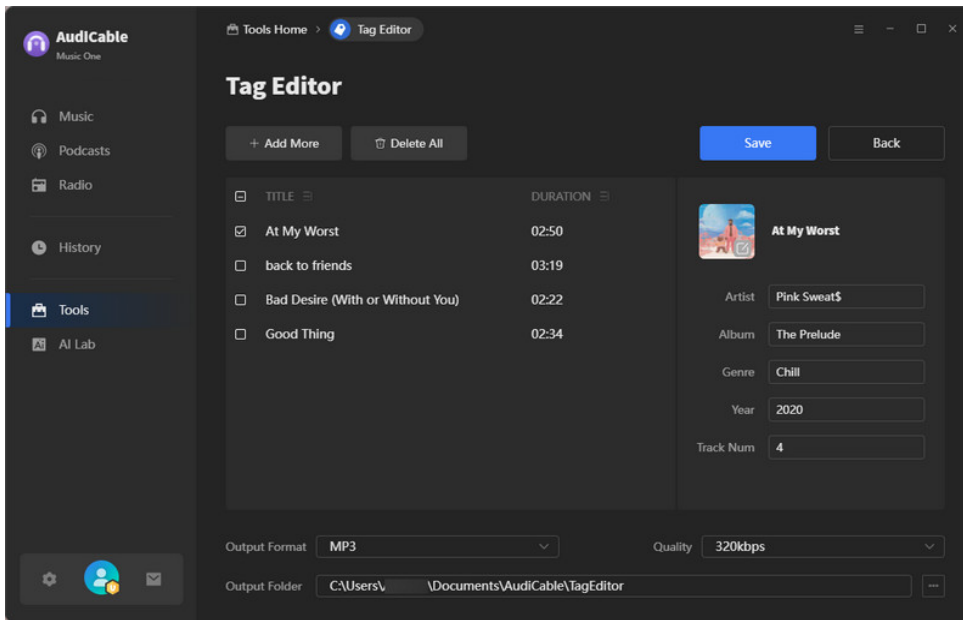 AudiCable
Music One
Music
Podcasts
Radio
History
Tools
AI Lab
Tools Home > Tag Editor
Tag Editor
+ Add More
Delete All
Save
Back
TITLE
DURATION
At My Worst
02:50
back to friends
03:19
Bad Desire (With or Without You)
02:22
Good Thing
02:34
At My Worst
Artist
Pink Sweat$
Album
The Prelude
Genre
Chill
Year
2020
Track Num
4
Output Format
MP3
Quality
320kbps
Output Folder
C:\Users\ \Documents\AudiCable\TagEditor